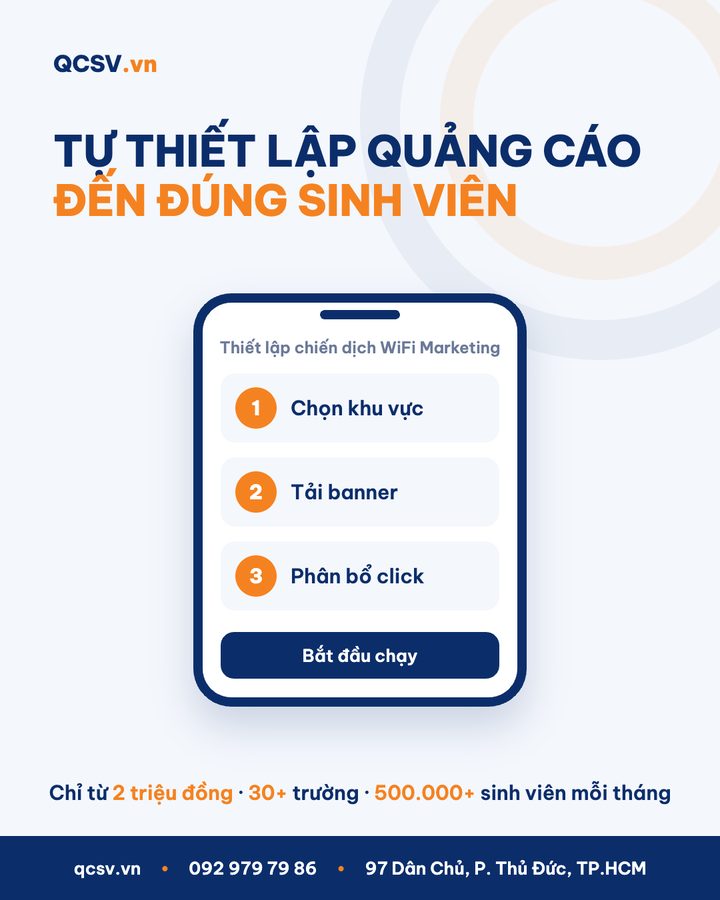 QCSV.vn
TỰ THIẾT LẬP QUẢNG CÁO
ĐẾN ĐÚNG SINH VIÊN
Thiết lập chiến dịch WiFi Marketing
1 Chọn khu vực
2 Tải banner
3 Phân bổ click
Bắt đầu chạy
Chỉ từ 2 triệu đồng · 30+ trường · 500.000+ sinh viên mỗi tháng
qcsv.vn • 092 979 79 86 • 97 Dân Chủ, P. Thủ Đức, TP.HCM